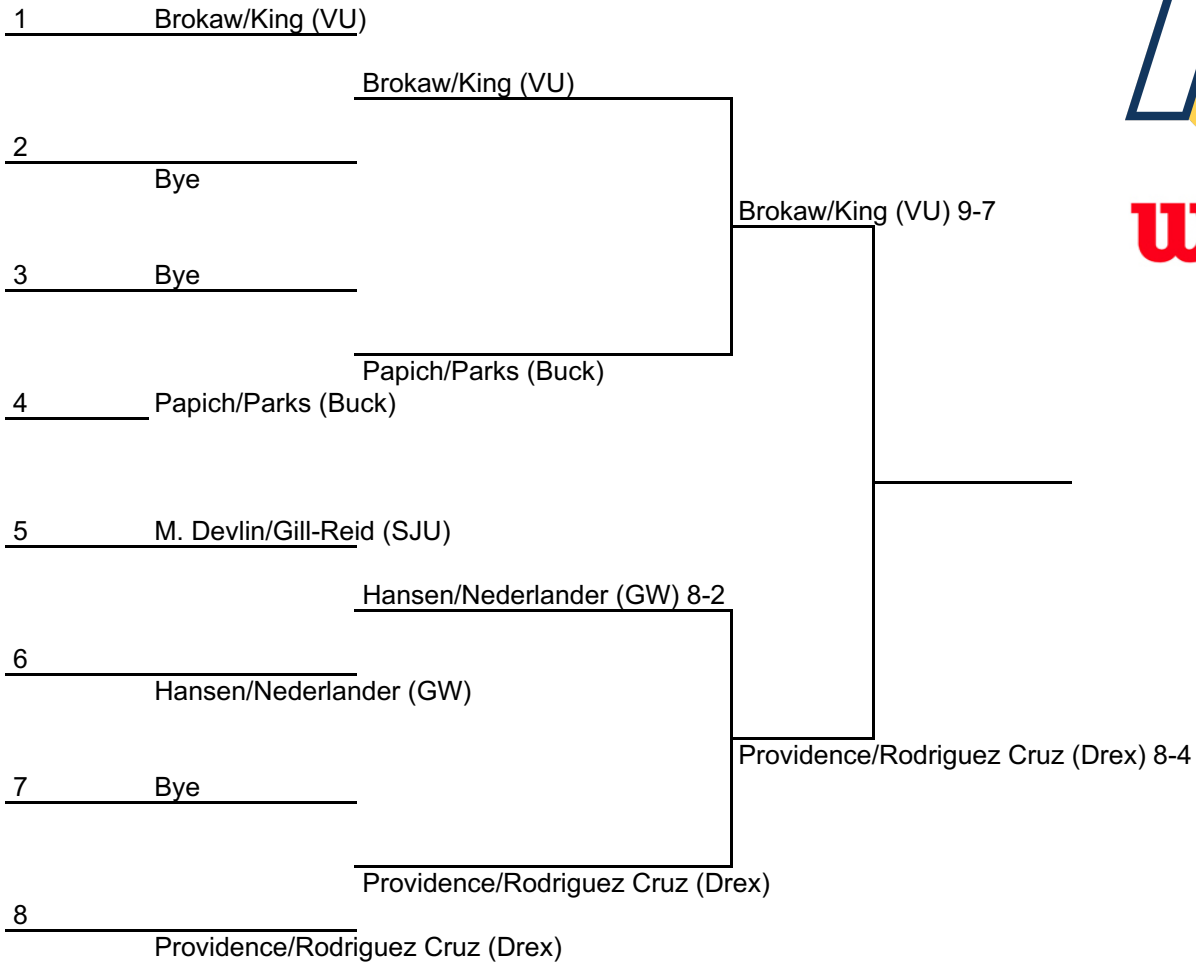 1 Brokaw/King (VU)
Brokaw/King (VU)
2
Bye
Brokaw/King (VU) 9-7
3 Bye
Papich/Parks (Buck)
4 Papich/Parks (Buck)
5 M. Devlin/Gill-Reid (SJU)
Hansen/Nederlander (GW) 8-2
6
Hansen/Nederlander (GW)
Providence/Rodriguez Cruz (Drex) 8-4
7 Bye
Providence/Rodriguez Cruz (Drex)
8
Providence/Rodriguez Cruz (Drex)